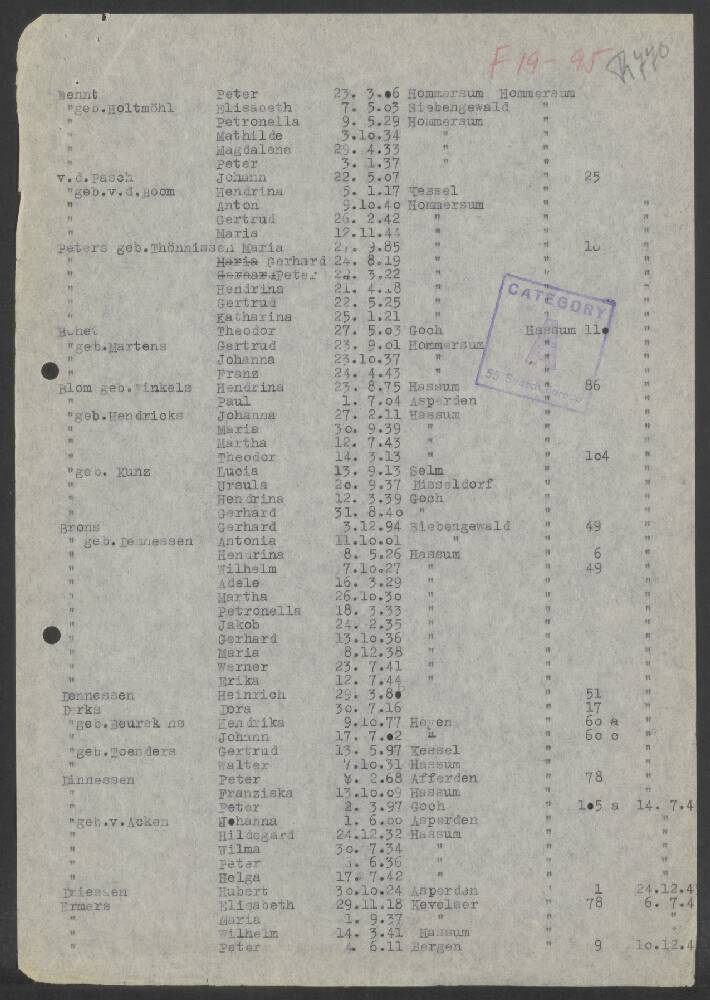 F 19 - 95
Wennt Peter 23. 3.06 Hommersum Hommersum
"geb.Holtmöhl Elisabeth 7. 5.03 Siebengewald "
" Petronella 9. 5.29 Hommersum "
" Mathilde 3.10.34 " "
" Magdalena 29. 4.33 " "
" Peter 3. 1.37 " "
v.d.Pasch Johann 22. 5.07 " 25
"geb.v.d.Boom Hendrina 5. 1.17 Kessel "
" Anton 9.10.40 Hommersum " "
" Gertrud 26. 2.42 " " "
" Maria 12.11.44 " " "
Peters geb.Thönnissen Maria 3.85 " " 10 "
" Maria Gerhard 24. 8.19 " " "
" Peter 3.22 " " "
" Hendrina 21. 4.18 " " "
" Gertrud 22. 5.25 " " "
" Katharina 25. 1.21 " " "
Theodor 27. 5.03 Goch Hassum 110 "
"geb.Martens Gertrud 23. 9.01 Hommersum " "
" Johanna 23.10.37 " " "
" Franz 24. 4.43 " " "
CATEGORY
A
Blom geb.Winkels Hendrina 23. 8.75 Hassum " 86 "
" Paul 1. 7.04 Asperden " "
"geb.Hendricks Johanna 27. 2.11 Hassum " "
" Maria 30. 9.39 " " "
" Martha 12. 7.43 " " "
" Theodor 14. 3.13 " " 104 "
"geb. Kunz Lucia 13. 9.13 Selm " "
" Ursula 20. 9.37 Düsseldorf " "
" Hendrina 12. 3.39 Goch " "
" Gerhard 31. 8.40 " " "
Brons Gerhard 3.12.94 Siebengewald " 49 "
" geb.Dennessen Antonia 11.10.01 " " "
" Hendrina 8. 5.26 Hassum " 6 "
" Wilhelm 7.10.27 " " 49 "
" Adele 16. 3.29 " " "
" Martha 26.10.30 " " "
" Petronella 18. 3.33 " " "
" Jakob 24. 2.35 " " "
" Gerhard 13.10.36 " " "
" Maria 8.12.38 " " "
" Werner 23. 7.41 " " "
" Erika 12. 7.44 " " "
Dennessen Heinrich 29. 3.80 " 51 "
Dirks Dora 30. 7.16 " 17 "
Hendrika 9.10.77 Heyen " 60 a "
" Johann 17. 7.02 " " 60 c "
"geb.Toenders Gertrud 13. 5.97 Kessel " "
" Walter 7.10.31 Hassum " "
Dinnessen Peter 2.68 Afferden " 78 "
" Franziska 13.10.09 Hassum " "
" Peter 2. 3.97 Goch " 105 a 14. 7.4
"geb.v.Acken Johanna 1. 6.00 Asperden " "
" Hildegard 24.12.32 Hassum " "
" Wilma 30. 7.34 " " "
" Peter 6.36 " " "
" Helga 17. 7.42 " " "
Driessen Hubert 30.10.24 Asperden " 1 24.12.4
Ermers Elisabeth 29.11.18 Kevelaer " 78 6. 7.4
" Maria 1. 9.37 " " "
" Wilhelm 14. 3.41 Hassum " "
" Peter 4. 6.11 Bergen " 9 10.12.4